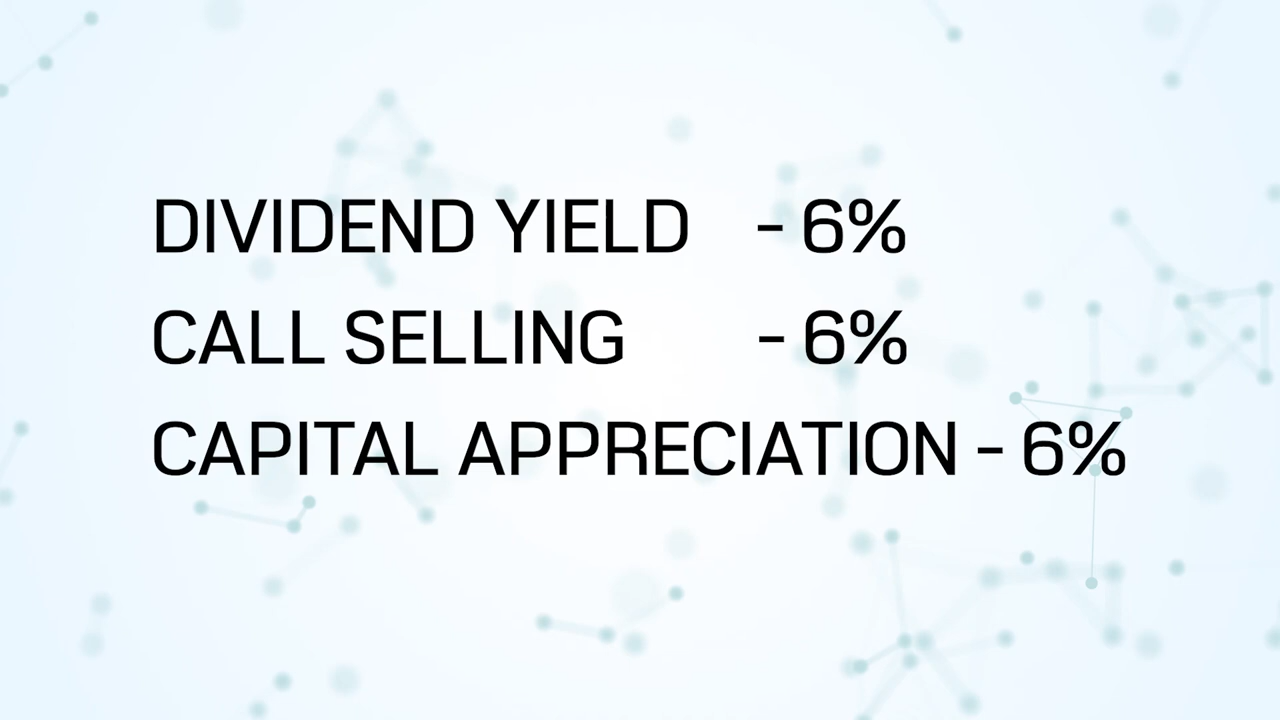 DIVIDEND YIELD - 6%
CALL SELLING - 6%
CAPITAL APPRECIATION - 6%